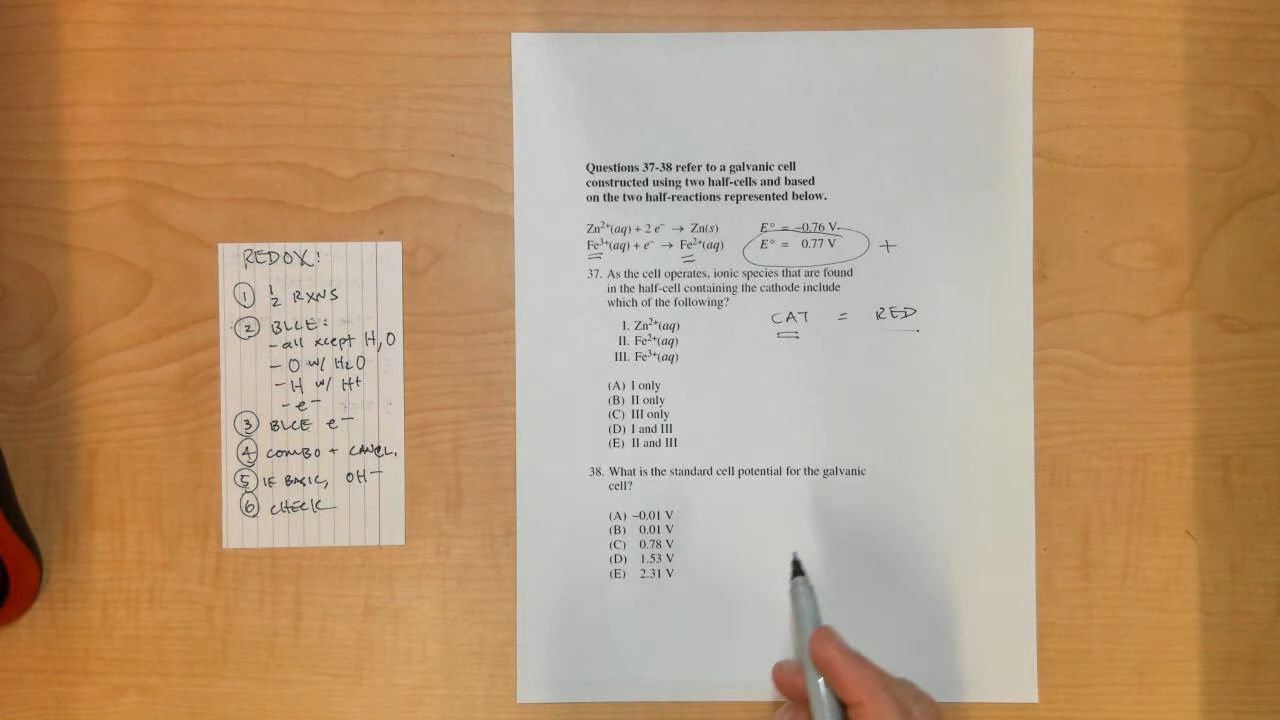 REDOX!
① ½ RXNS
② BLCE:
- all xcept H, O
- O w/ H2O
- H w/ H+
- e−
③ BLCE e−
④ COMBO + CANCL.
⑤ IF BASIC, OH−
⑥ CHECK
Questions 37-38 refer to a galvanic cell
constructed using two half-cells and based
on the two half-reactions represented below.
Zn²⁺(aq) + 2 e⁻ → Zn(s) E° = −0.76 V
Fe³⁺(aq) + e⁻ → Fe²⁺(aq) E° = 0.77 V +
37. As the cell operates, ionic species that are found
in the half-cell containing the cathode include
which of the following?
CAT = RED
I. Zn²⁺(aq)
II. Fe²⁺(aq)
III. Fe³⁺(aq)
(A) I only
(B) II only
(C) III only
(D) I and III
(E) II and III
38. What is the standard cell potential for the galvanic
cell?
(A) −0.01 V
(B) 0.01 V
(C) 0.78 V
(D) 1.53 V
(E) 2.31 V